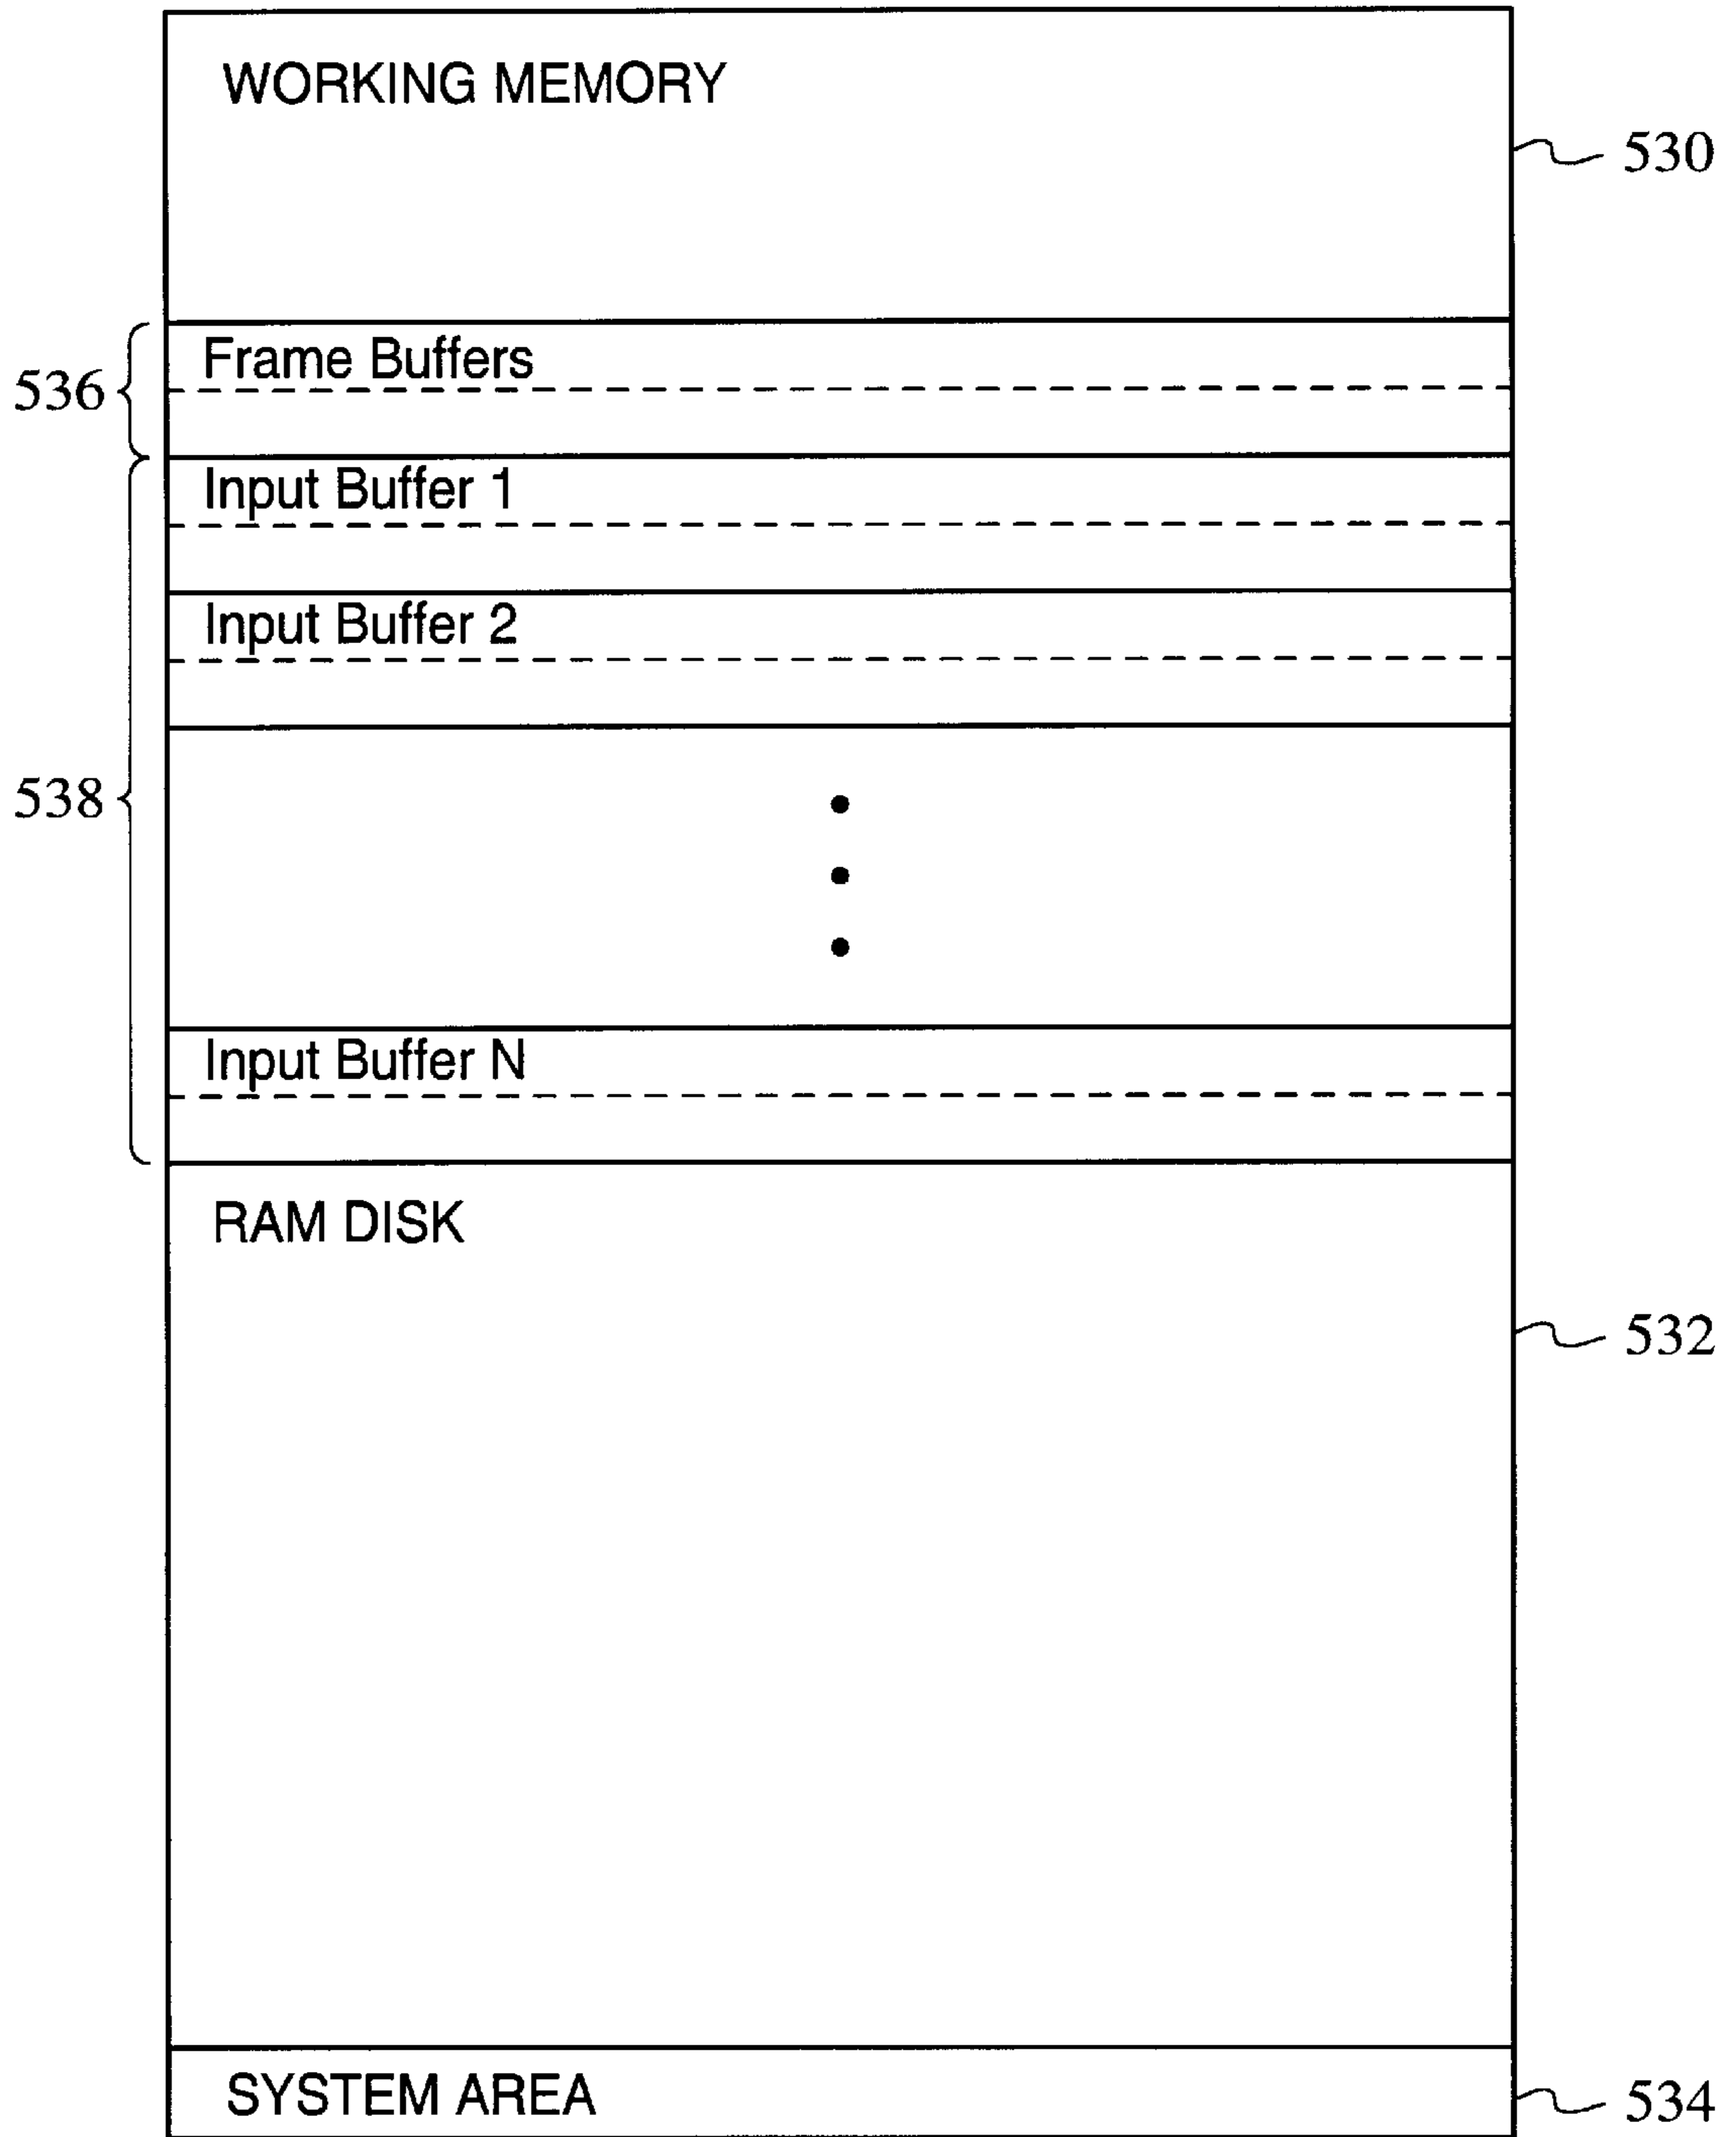 WORKING MEMORY
530
Frame Buffers
536
Input Buffer 1
Input Buffer 2
538
Input Buffer N
RAM DISK
532
SYSTEM AREA
534